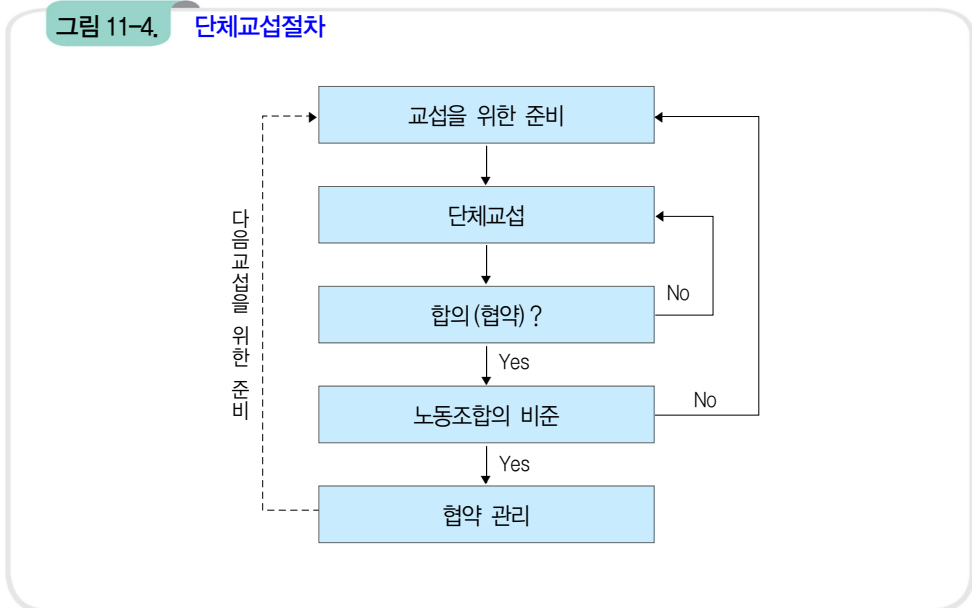 그림 11-4. 단체교섭절차
교섭을 위한 준비
단체교섭
합의(협약)?
No
Yes
노동조합의 비준
No
Yes
협약 관리
다음교섭을 위한 준비